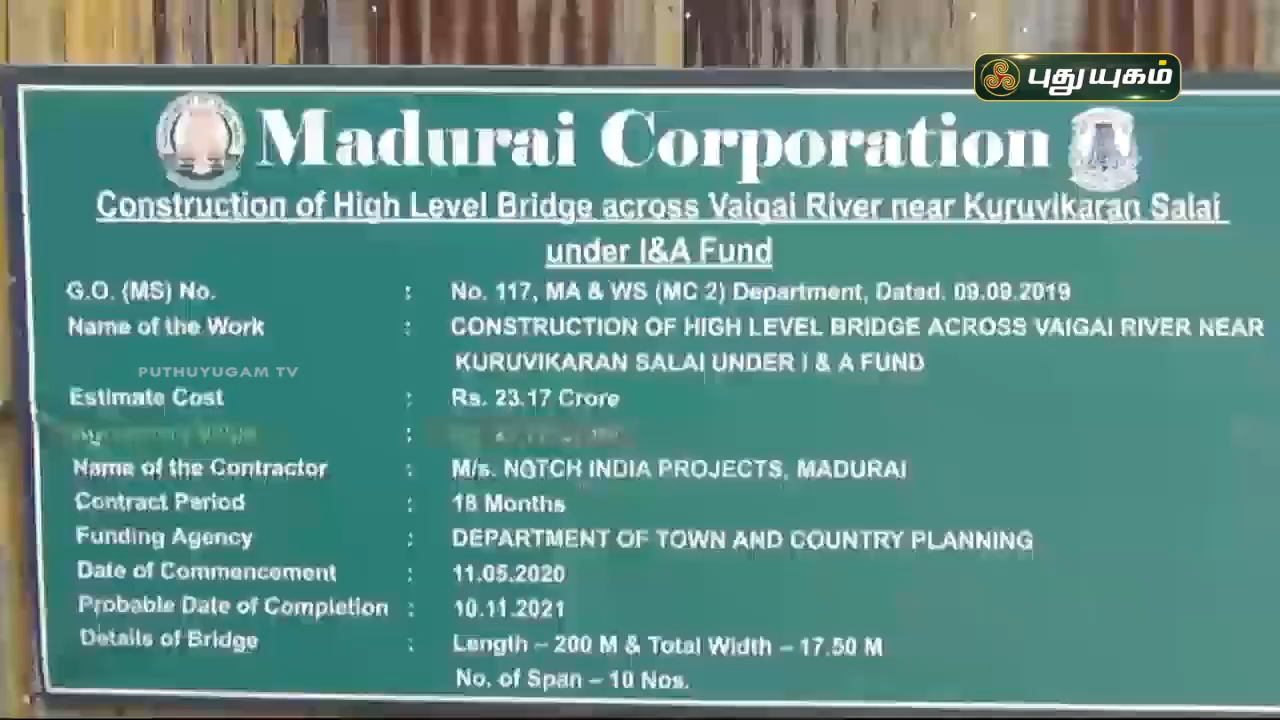 புதுயுகம்
Madurai Corporation
Construction of High Level Bridge across Vaigai River near Kuruvikaran Salai
under I&A Fund
G.O. (MS) No. : No. 117, MA & WS (MC 2) Department, Dated. 09.09.2019
Name of the Work : CONSTRUCTION OF HIGH LEVEL BRIDGE ACROSS VAIGAI RIVER NEAR
KURUVIKARAN SALAI UNDER I & A FUND
PUTHUYUGAM TV
Estimate Cost : Rs. 23.17 Crore
:
Name of the Contractor : M/s. NOTCH INDIA PROJECTS, MADURAI
Contract Period : 18 Months
Funding Agency : DEPARTMENT OF TOWN AND COUNTRY PLANNING
Date of Commencement : 11.05.2020
Probable Date of Completion : 10.11.2021
Details of Bridge : Length – 200 M & Total Width – 17.50 M
No. of Span – 10 Nos.